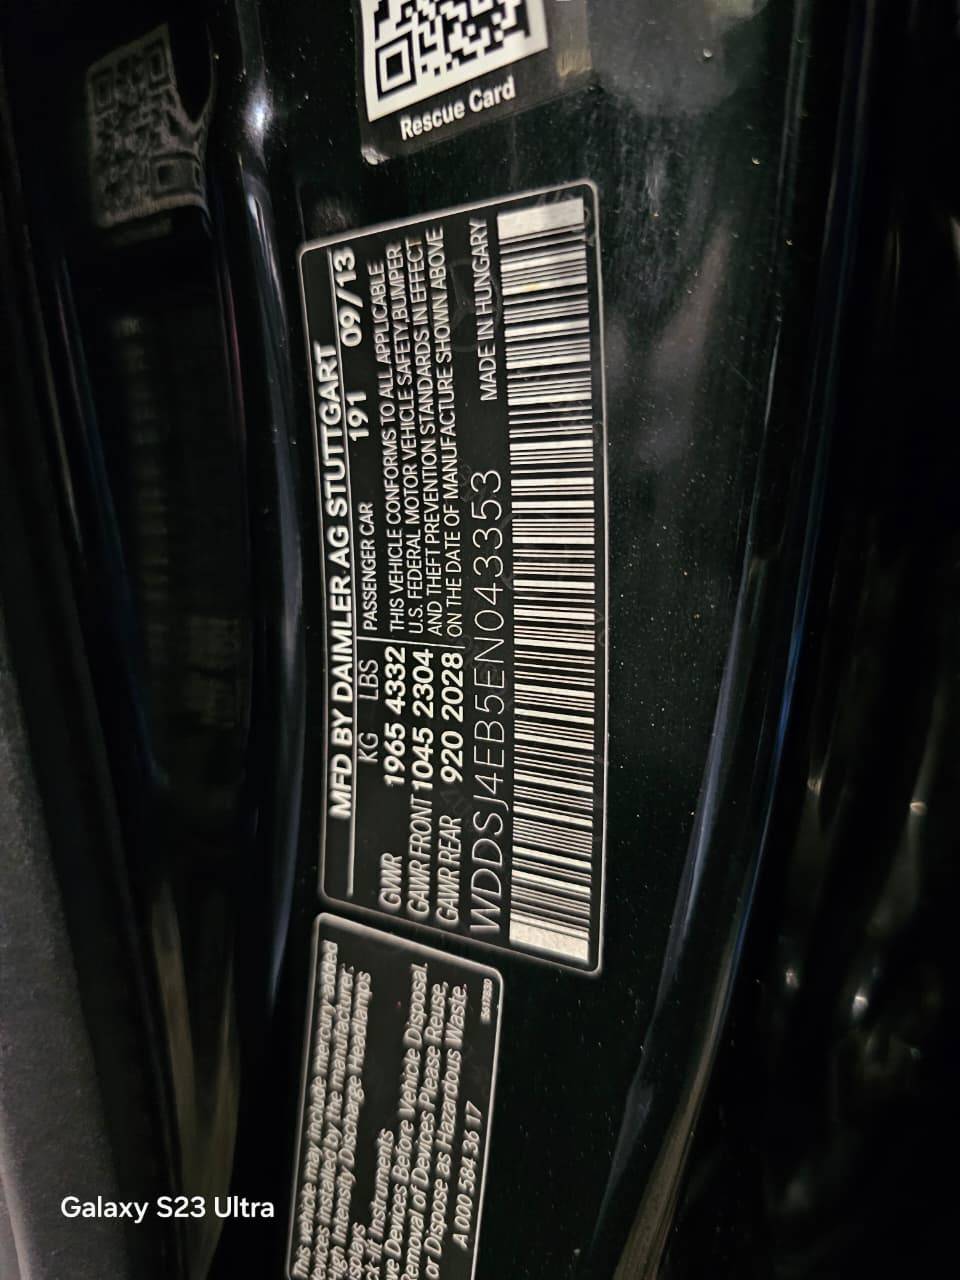 Rescue Card
MFD BY DAIMLER AG STUTTGART
KG LBS PASSENGER CAR 191 09/13
GVWR 1965 4332 THIS VEHICLE CONFORMS TO ALL APPLICABLE
GAWR FRONT 1045 2304 U.S. FEDERAL MOTOR VEHICLE SAFETY, BUMPER
GAWR REAR 920 2028 AND THEFT PREVENTION STANDARDS IN EFFECT
ON THE DATE OF MANUFACTURE SHOWN ABOVE
WDDSJ4EB5EN043353 MADE IN HUNGARY
This vehicle may include mercury-added
devices installed by the manufacturer:
High Intensity Discharge Headlamps
Instruments
Devices Before Vehicle Disposal.
Removal of Devices Please Reuse,
or Dispose as Hazardous Waste.
A 000 584 36 17
Galaxy S23 Ultra